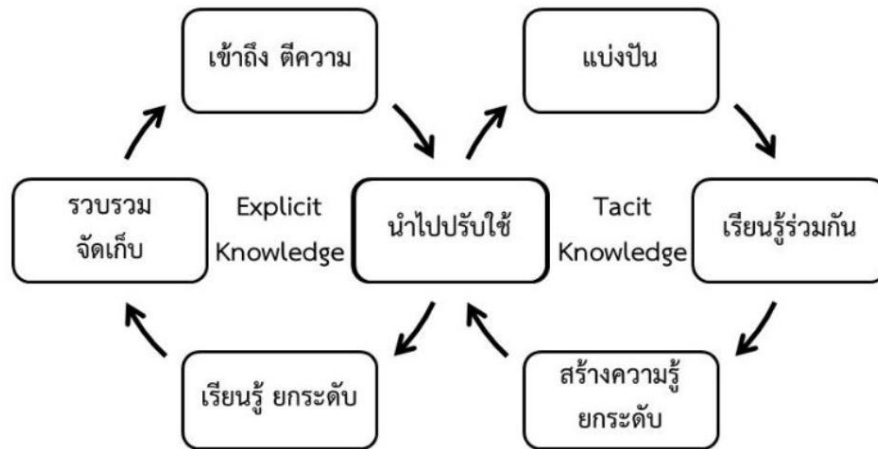 เข้าถึง ตีความ
แบ่งปัน
รวบรวม
จัดเก็บ
Explicit
Knowledge
นำไปปรับใช้
Tacit
Knowledge
เรียนรู้ร่วมกัน
เรียนรู้ ยกระดับ
สร้างความรู้
ยกระดับ